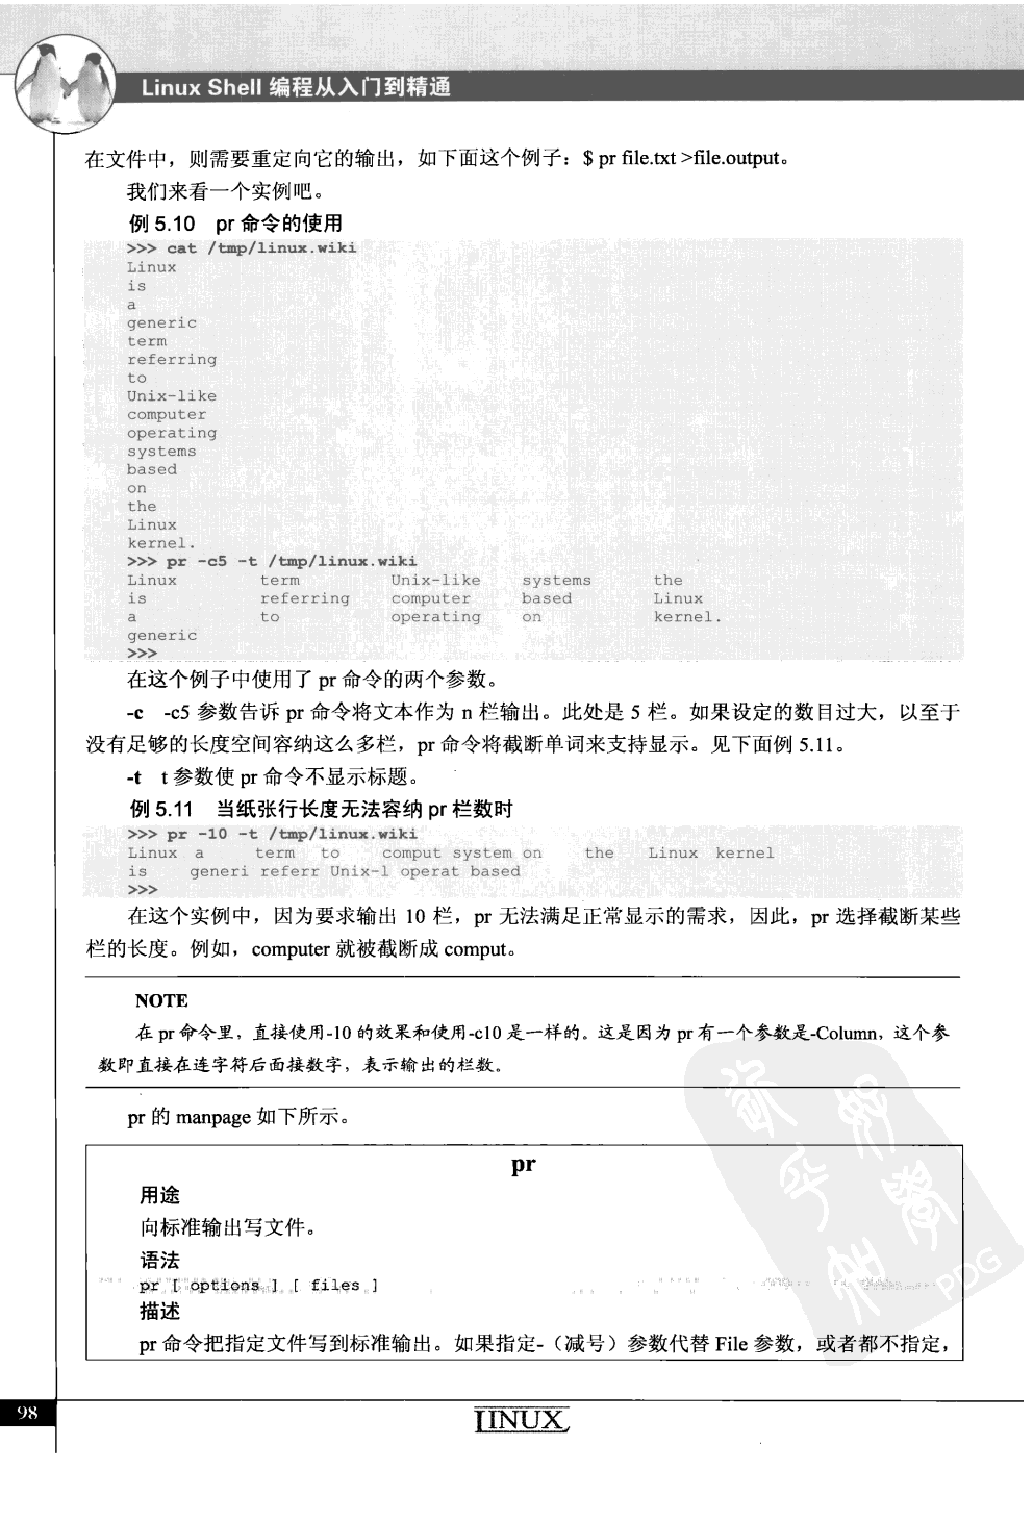 Linux Shell 编程从入门到精通
在文件中，则需要重定向它的输出，如下面这个例子：$ pr file.txt >file.output。
我们来看一个实例吧。
例 5.10 pr 命令的使用
>>> cat /tmp/linux.wiki
Linux
is
a
generic
term
referring
to
Unix-like
computer
operating
systems
based
on
the
Linux
kernel.
>>> pr -c5 -t /tmp/linux.wiki
Linux term Unix-like systems the
is referring computer based Linux
a to operating on kernel.
generic
>>>
在这个例子中使用了 pr 命令的两个参数。
-c -c5 参数告诉 pr 命令将文本作为 n 栏输出。此处是 5 栏。如果设定的数目过大，以至于
没有足够的长度空间容纳这么多栏，pr 命令将截断单词来支持显示。见下面例 5.11。
-t t 参数使 pr 命令不显示标题。
例 5.11 当纸张行长度无法容纳 pr 栏数时
>>> pr -10 -t /tmp/linux.wiki
Linux a term to comput system on the Linux kernel
is generi referr Unix-l operat based
>>>
在这个实例中，因为要求输出 10 栏，pr 无法满足正常显示的需求，因此，pr 选择截断某些
栏的长度。例如，computer 就被截断成 comput。
NOTE
在 pr 命令里，直接使用-10 的效果和使用-c10 是一样的。这是因为 pr 有一个参数是-Column，这个参
数即直接在连字符后面接数字，表示输出的栏数。
pr 的 manpage 如下所示。
pr
用途
向标准输出写文件。
语法
pr [ options ] [ files ]
描述
pr 命令把指定文件写到标准输出。如果指定-（减号）参数代替 File 参数，或者都不指定，
PDG
98
LINUX